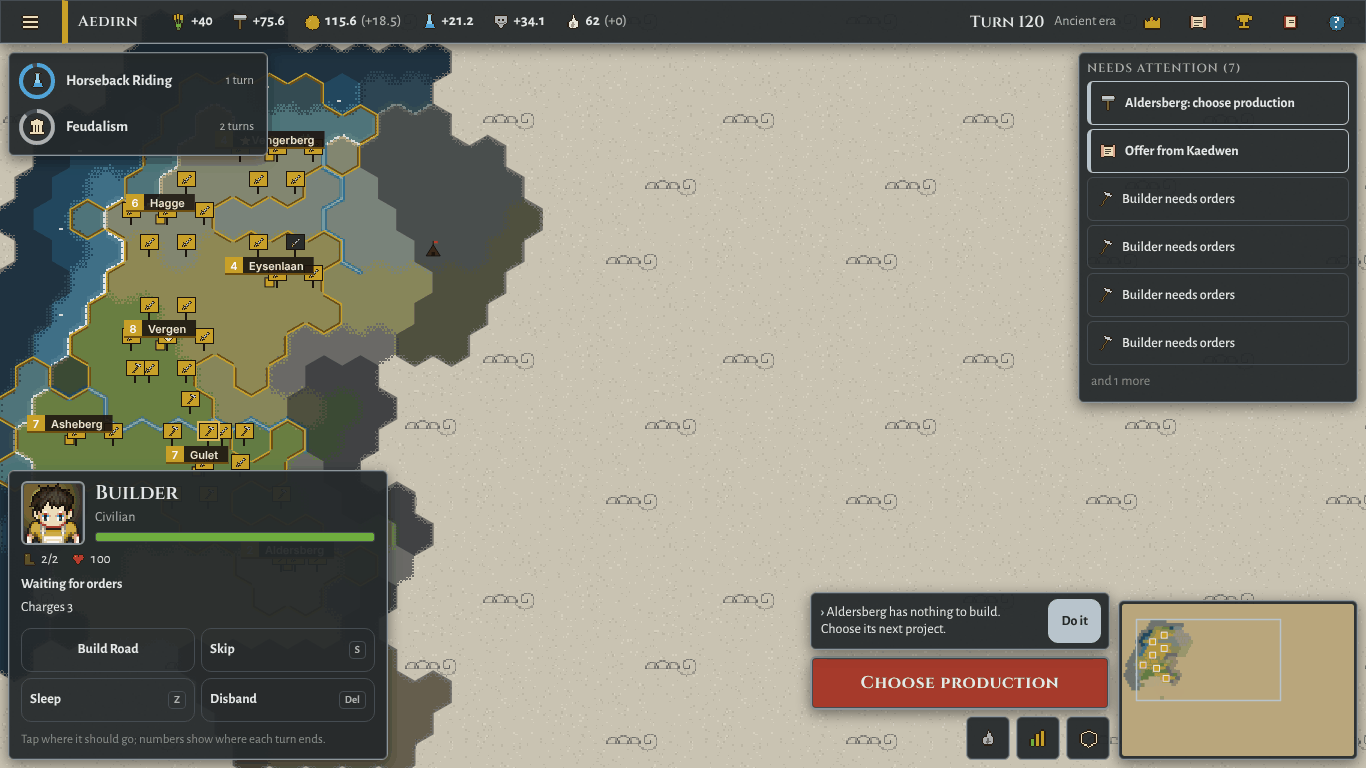 AEDIRN
+40
+75.6
115.6 (+18.5)
+21.2
+34.1
62 (+0)
TURN 120
Ancient era
Horseback Riding
1 turn
Feudalism
2 turns
NEEDS ATTENTION (7)
Aldersberg: choose production
Offer from Kaedwen
Builder needs orders
Builder needs orders
Builder needs orders
Builder needs orders
and 1 more
6 Hagge
4 Eysenlaan
8 Vergen
7 Asheberg
7 Gulet
Aldersberg
BUILDER
Civilian
2/2
100
Waiting for orders
Charges 3
Build Road
Skip
S
Sleep
Z
Disband
Del
Tap where it should go; numbers show where each turn ends.
› Aldersberg has nothing to build.
Choose its next project.
Do it
CHOOSE PRODUCTION